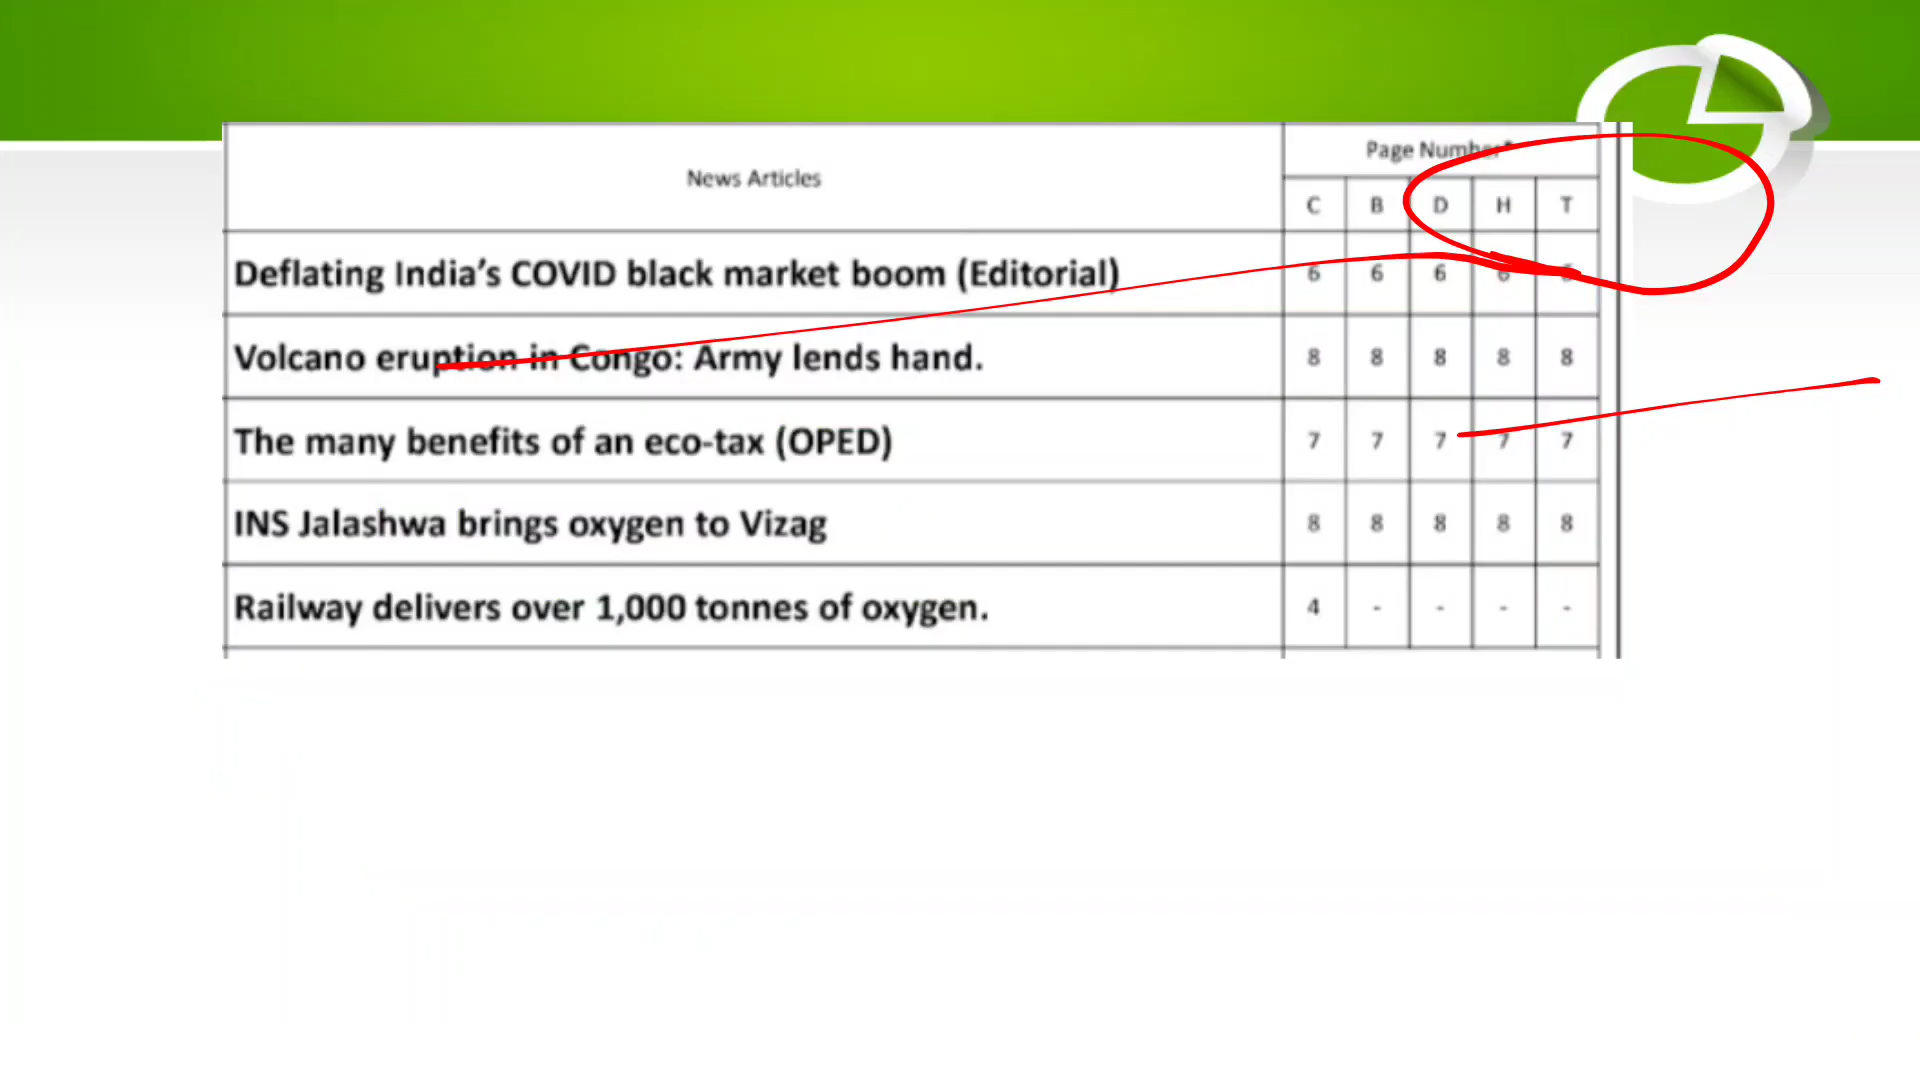 Page Number*
News Articles
C B D H T
Deflating India's COVID black market boom (Editorial) 6 6 6 6 6
Volcano eruption in Congo: Army lends hand. 8 8 8 8 8
The many benefits of an eco-tax (OPED) 7 7 7 7 7
INS Jalashwa brings oxygen to Vizag 8 8 8 8 8
Railway delivers over 1,000 tonnes of oxygen. 4 - - - -